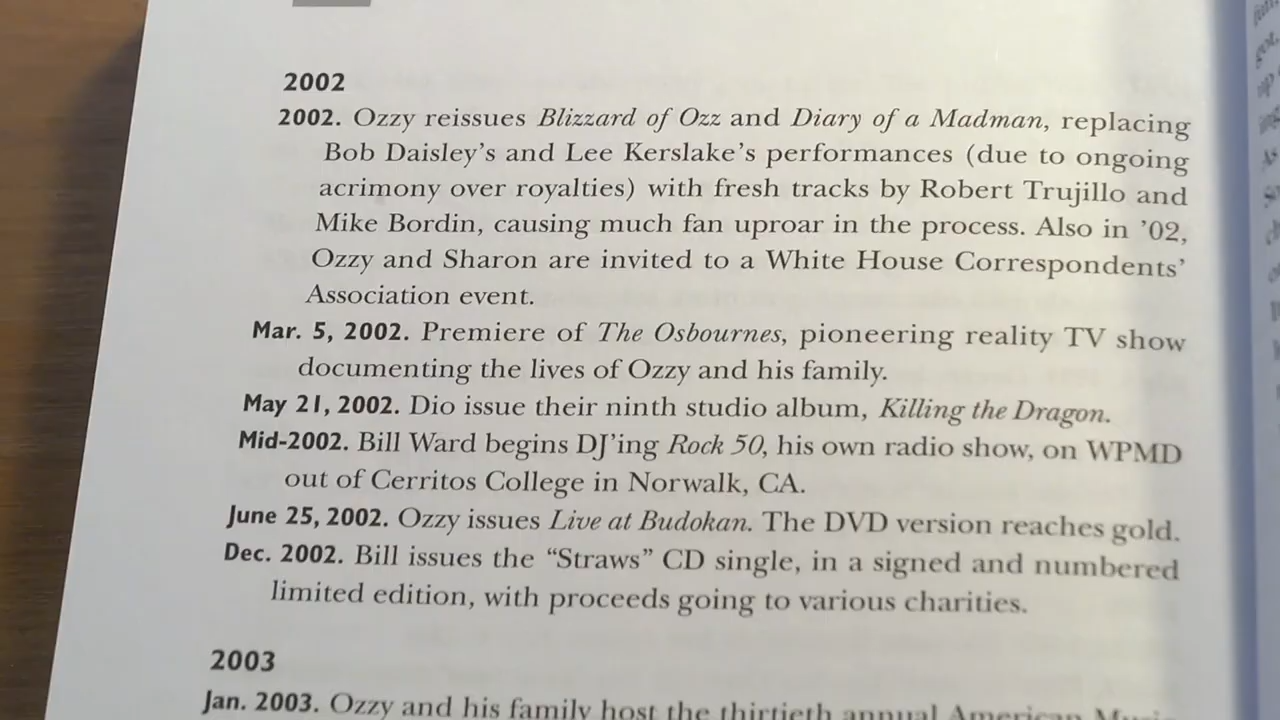 2002
2002. Ozzy reissues Blizzard of Ozz and Diary of a Madman, replacing
Bob Daisley's and Lee Kerslake's performances (due to ongoing
acrimony over royalties) with fresh tracks by Robert Trujillo and
Mike Bordin, causing much fan uproar in the process. Also in '02,
Ozzy and Sharon are invited to a White House Correspondents'
Association event.
Mar. 5, 2002. Premiere of The Osbournes, pioneering reality TV show
documenting the lives of Ozzy and his family.
May 21, 2002. Dio issue their ninth studio album, Killing the Dragon.
Mid-2002. Bill Ward begins DJ'ing Rock 50, his own radio show, on WPMD
out of Cerritos College in Norwalk, CA.
June 25, 2002. Ozzy issues Live at Budokan. The DVD version reaches gold.
Dec. 2002. Bill issues the “Straws” CD single, in a signed and numbered
limited edition, with proceeds going to various charities.
2003
Jan. 2003. Ozzy and his family host the thirtieth annual American